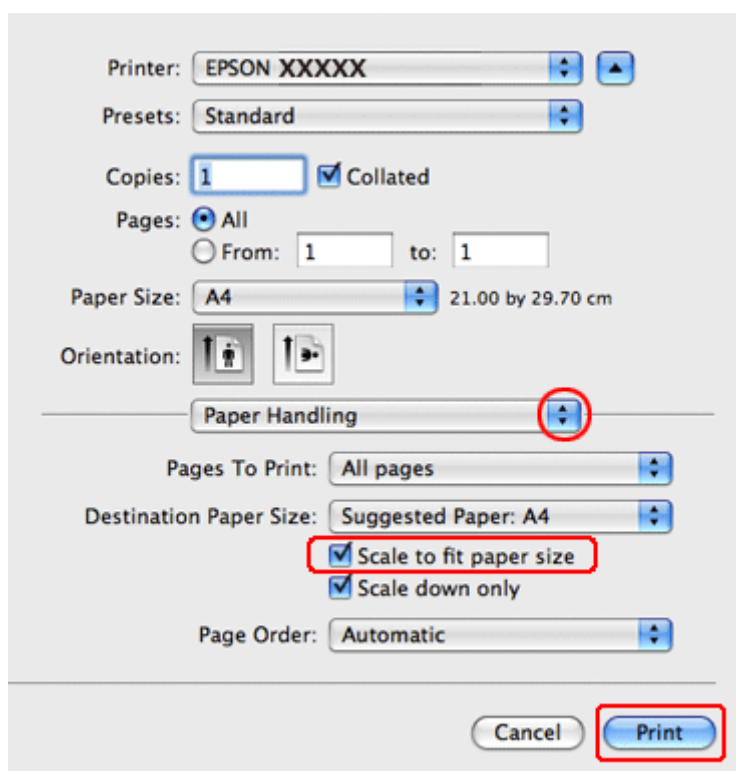 Printer: EPSON XXXXX
Presets: Standard
Copies: 1 Collated
Pages: All
From: 1 to: 1
Paper Size: A4 21.00 by 29.70 cm
Orientation:
Paper Handling
Pages To Print: All pages
Destination Paper Size: Suggested Paper: A4
Scale to fit paper size
Scale down only
Page Order: Automatic
Cancel Print